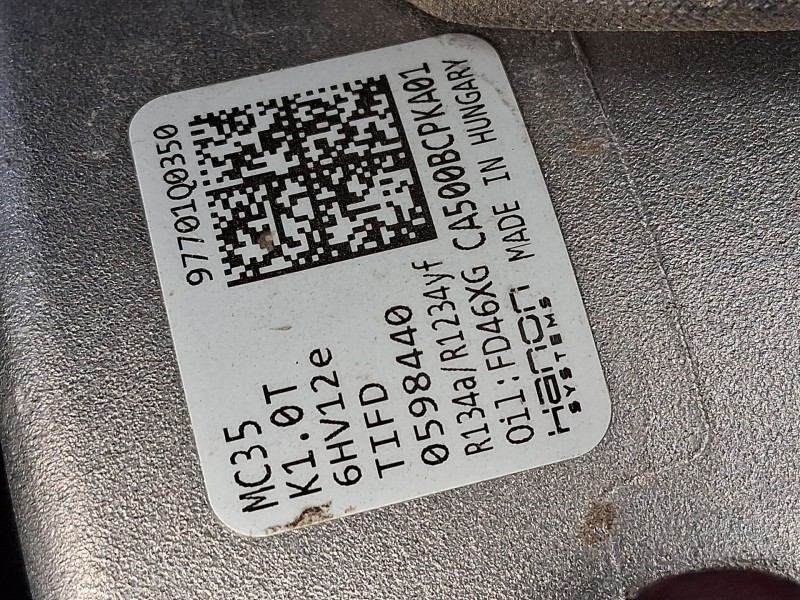 97701Q0350
MC35
K1.0T
6HV12e
TIFD
0598440
R134a/R1234yf
Oil:FD46XG CA500BCPKA01
Hanon SYSTEMS MADE IN HUNGARY